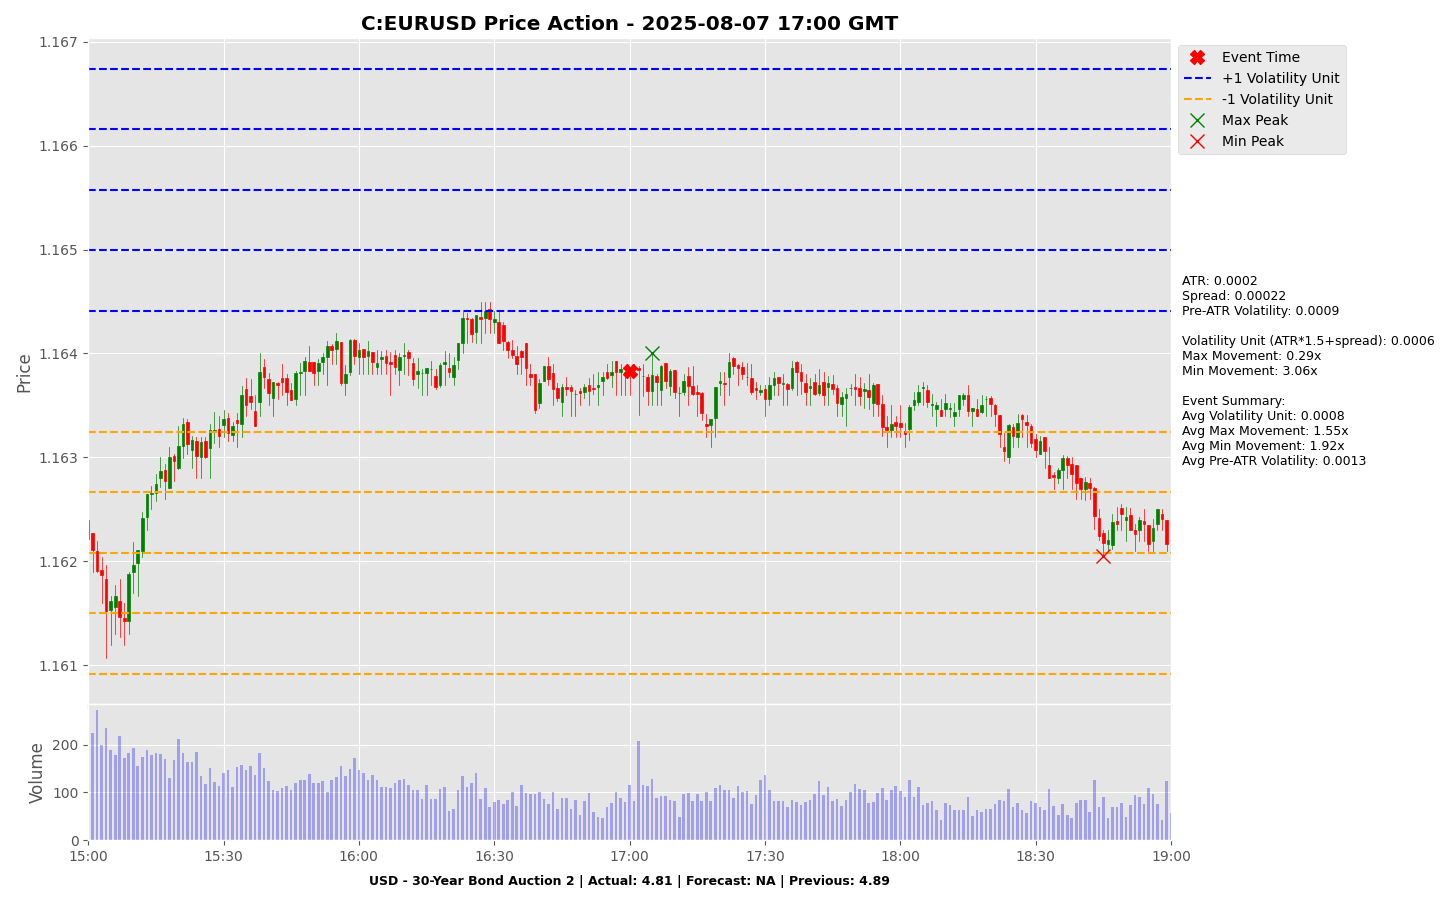 C:EURUSD Price Action - 2025-08-07 17:00 GMT
1.167
1.166
1.165
1.164
1.163
1.162
1.161
Price
Event Time
+1 Volatility Unit
-1 Volatility Unit
Max Peak
Min Peak
ATR: 0.0002
Spread: 0.00022
Pre-ATR Volatility: 0.0009
Volatility Unit (ATR*1.5+spread): 0.0006
Max Movement: 0.29x
Min Movement: 3.06x
Event Summary:
Avg Volatility Unit: 0.0008
Avg Max Movement: 1.55x
Avg Min Movement: 1.92x
Avg Pre-ATR Volatility: 0.0013
200
100
0
Volume
15:00 15:30 16:00 16:30 17:00 17:30 18:00 18:30 19:00
USD - 30-Year Bond Auction 2 | Actual: 4.81 | Forecast: NA | Previous: 4.89